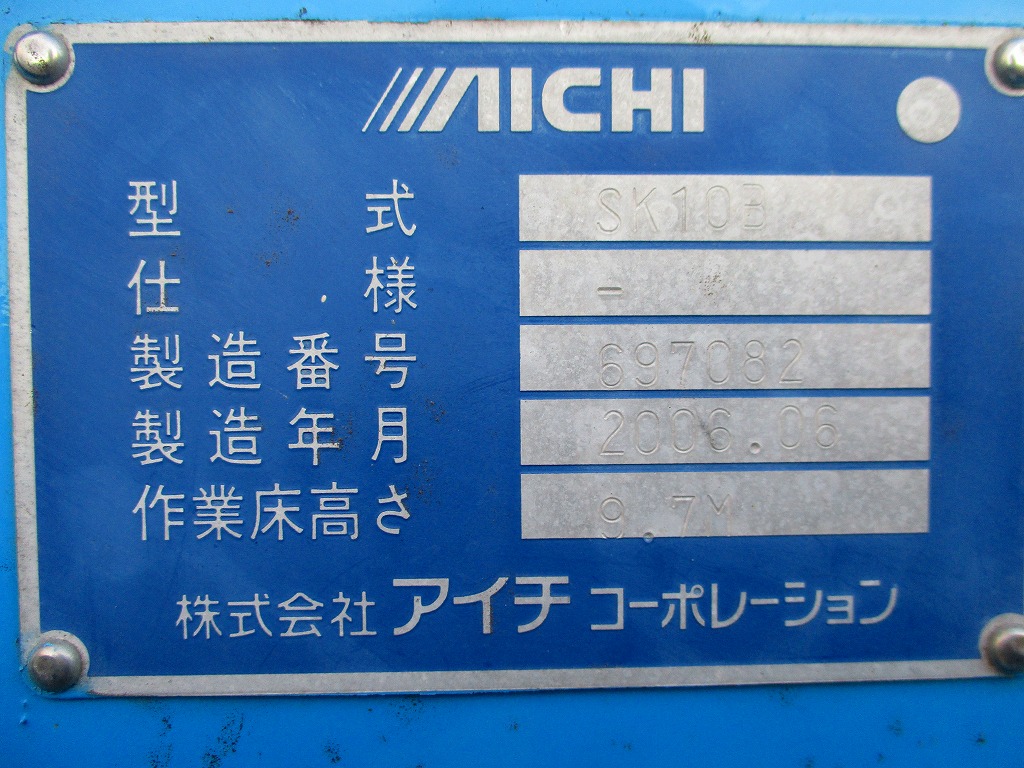 AICHI
型式 SK10B
仕様 -
製造番号 697082
製造年月 2006.06
作業床高さ 9.7M
株式会社アイチコーポレーション